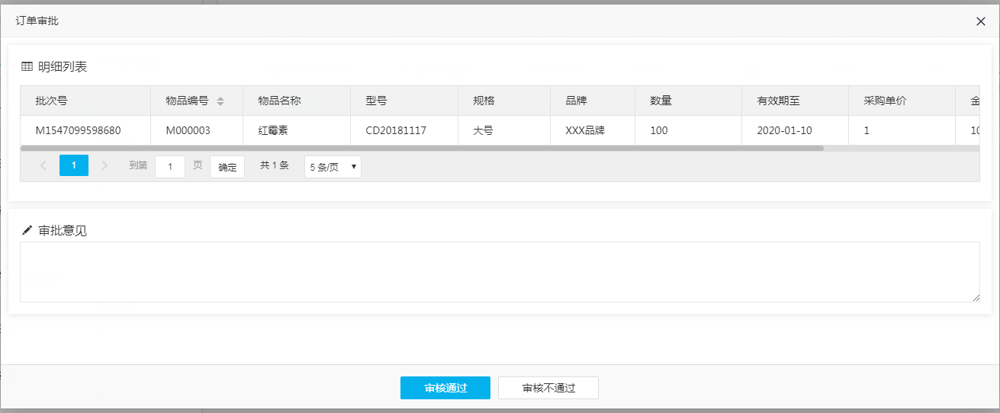 订单审批
明细列表
批次号 物品编号 物品名称 型号 规格 品牌 数量 有效期至 采购单价 金
M1547099598680 M000003 红霉素 CD20181117 大号 XXX品牌 100 2020-01-10 1 10
1 到第 1 页 确定 共 1 条 5 条/页
审批意见
审核通过 审核不通过